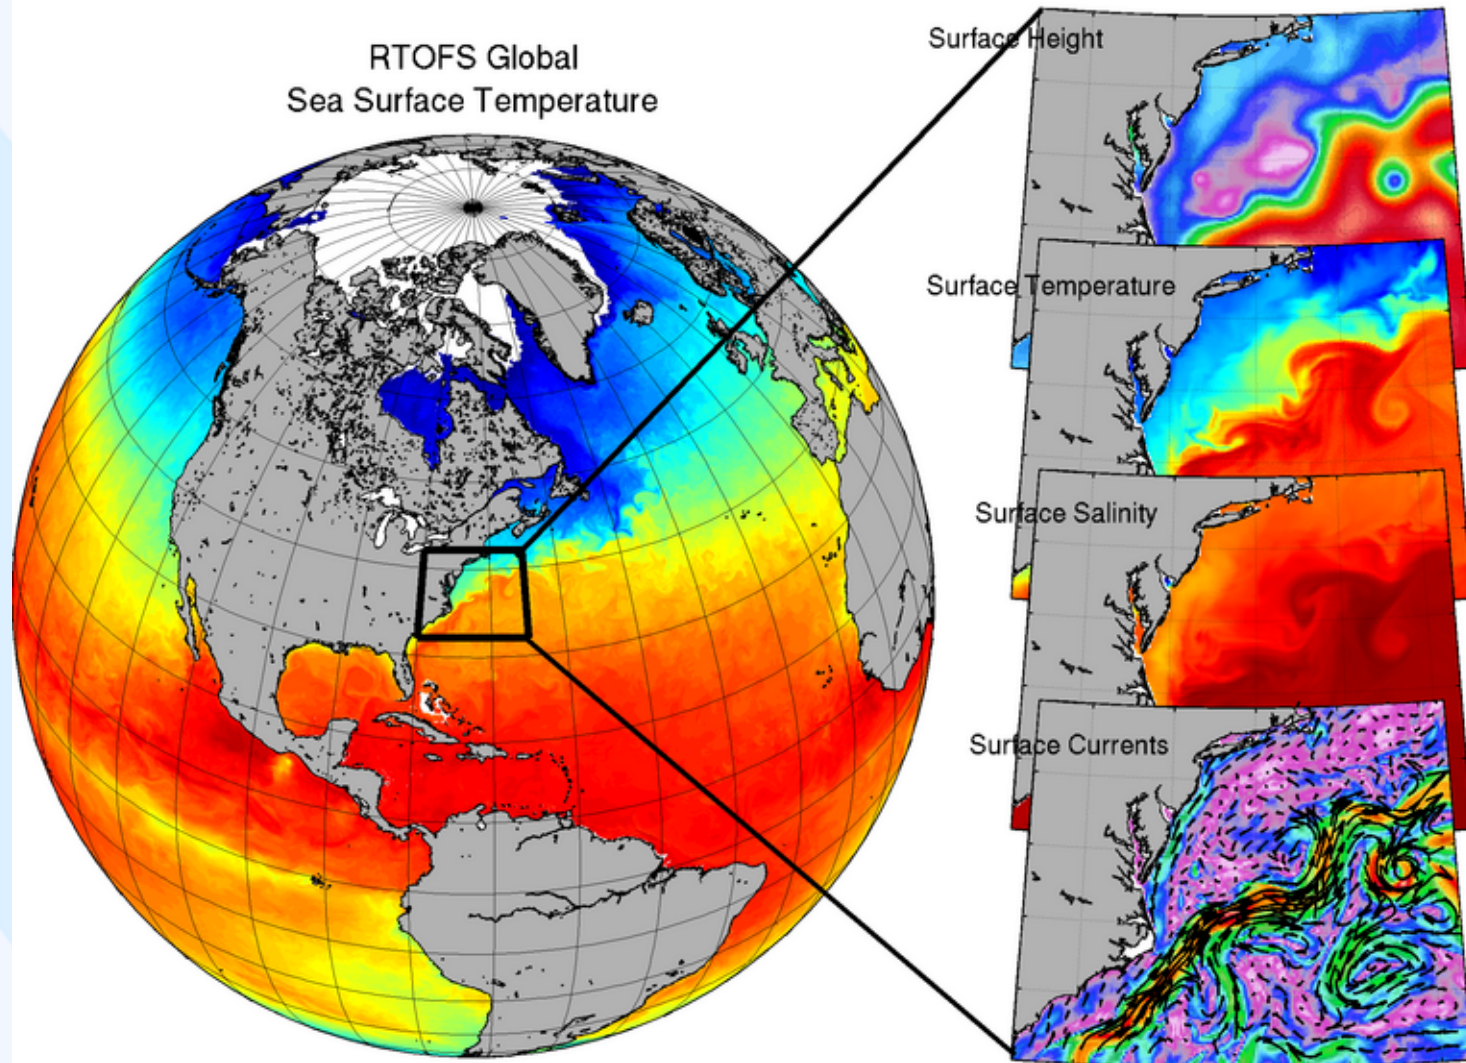 RTOFS Global
Sea Surface Temperature
Surface Height
Surface Temperature
Surface Salinity
Surface Currents